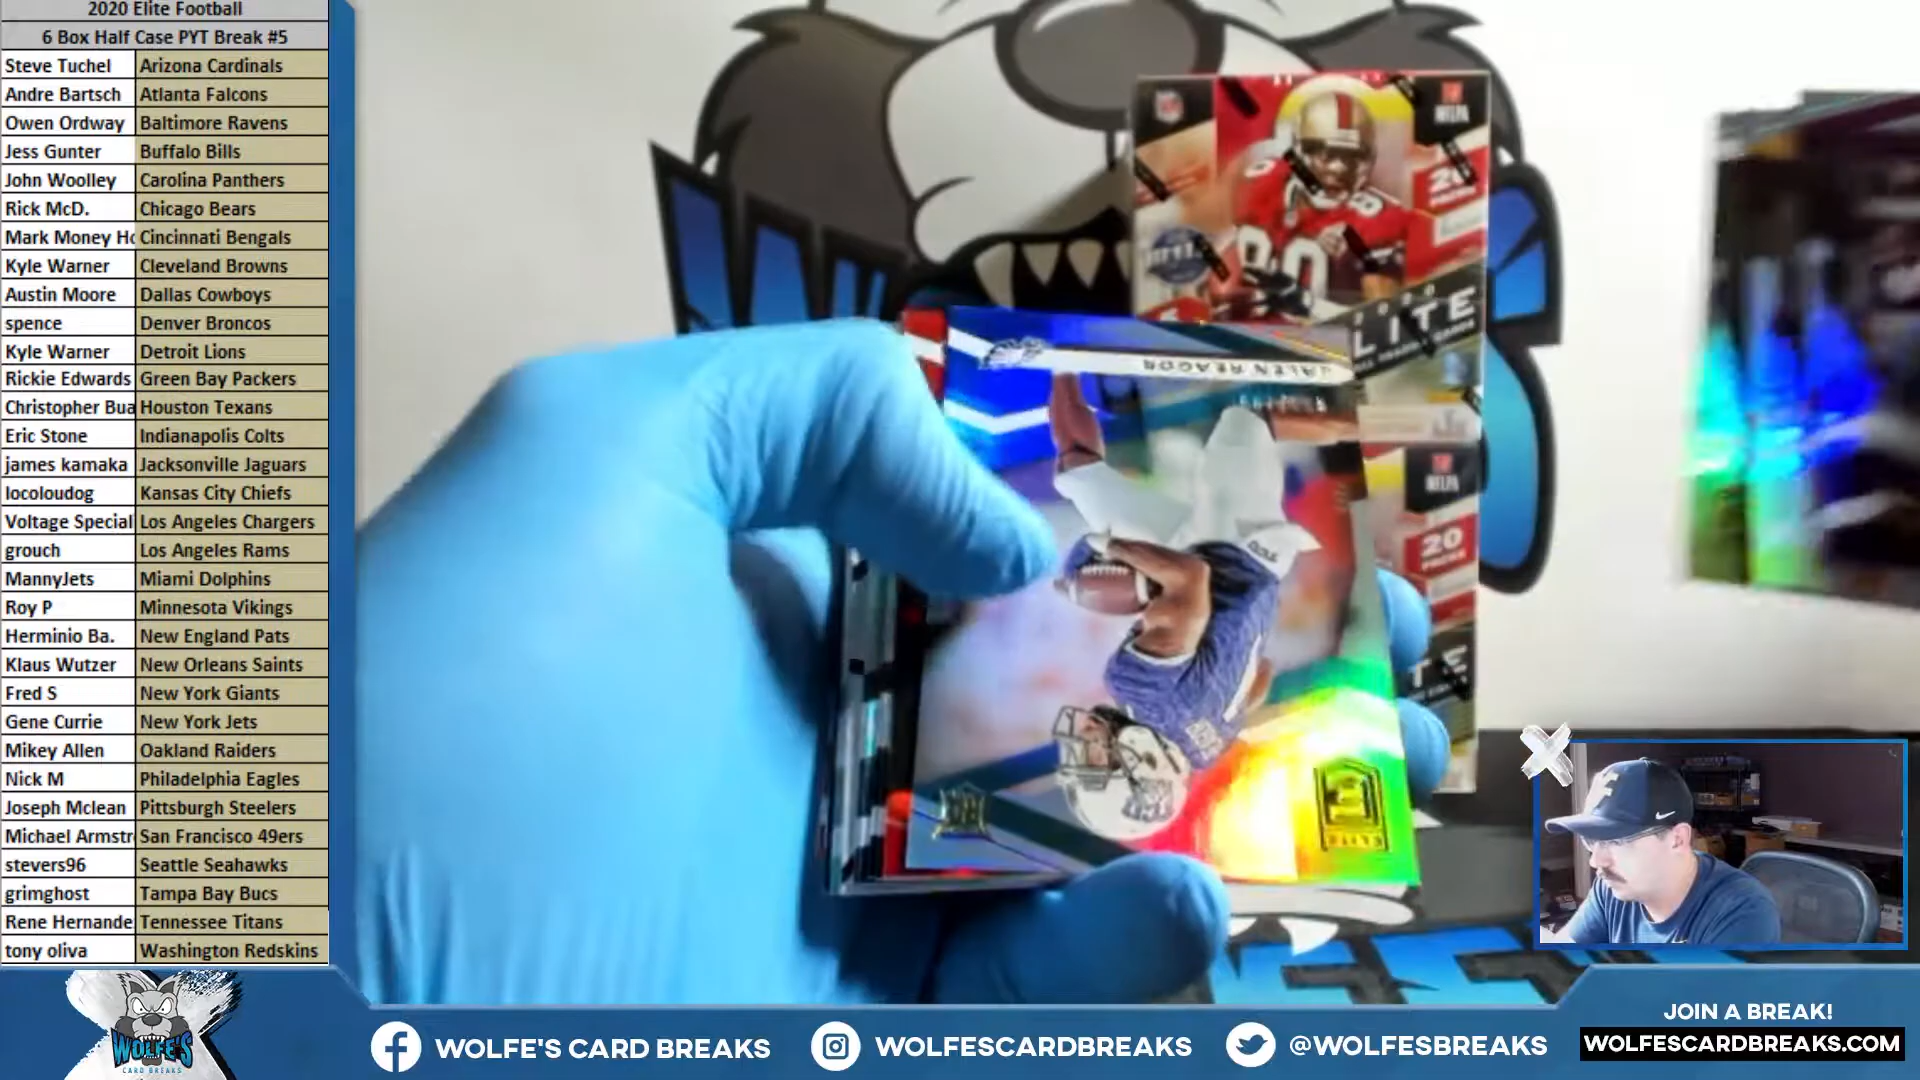 2020 Elite Football
6 Box Half Case PYT Break #5
Steve Tuchel Arizona Cardinals
Andre Bartsch Atlanta Falcons
Owen Ordway Baltimore Ravens
Jess Gunter Buffalo Bills
John Woolley Carolina Panthers
Rick McD. Chicago Bears
Mark Money Ho Cincinnati Bengals
Kyle Warner Cleveland Browns
Austin Moore Dallas Cowboys
spence Denver Broncos
Kyle Warner Detroit Lions
Rickie Edwards Green Bay Packers
Christopher Bua Houston Texans
Eric Stone Indianapolis Colts
james kamaka Jacksonville Jaguars
locoloudog Kansas City Chiefs
Voltage Special Los Angeles Chargers
grouch Los Angeles Rams
MannyJets Miami Dolphins
Roy P Minnesota Vikings
Herminio Ba. New England Pats
Klaus Wutzer New Orleans Saints
Fred S New York Giants
Gene Currie New York Jets
Mikey Allen Oakland Raiders
Nick M Philadelphia Eagles
Joseph Mclean Pittsburgh Steelers
Michael Armstr San Francisco 49ers
stevers96 Seattle Seahawks
grimghost Tampa Bay Bucs
Rene Hernande Tennessee Titans
tony oliva Washington Redskins
NFLPA
20
2020
LITE
JALEN REAGOR
NFLPA
20
WOLFE'S
CARD BREAKS
WOLFE'S CARD BREAKS
WOLFESCARDBREAKS
@WOLFESBREAKS
JOIN A BREAK!
WOLFESCARDBREAKS.COM